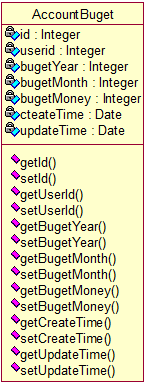 AccountBuget
id : Integer
userid : Integer
bugetYear : Integer
bugetMonth : Integer
bugetMoney : Integer
cteateTime : Date
updateTime : Date
getId()
setId()
getUserId()
setUserId()
getBugetYear()
setBugetYear()
getBugetMonth()
setBugetMonth()
getBugetMoney()
setBugetMoney()
getCreateTime()
setCreateTime()
getUpdateTime()
setUpdateTime()